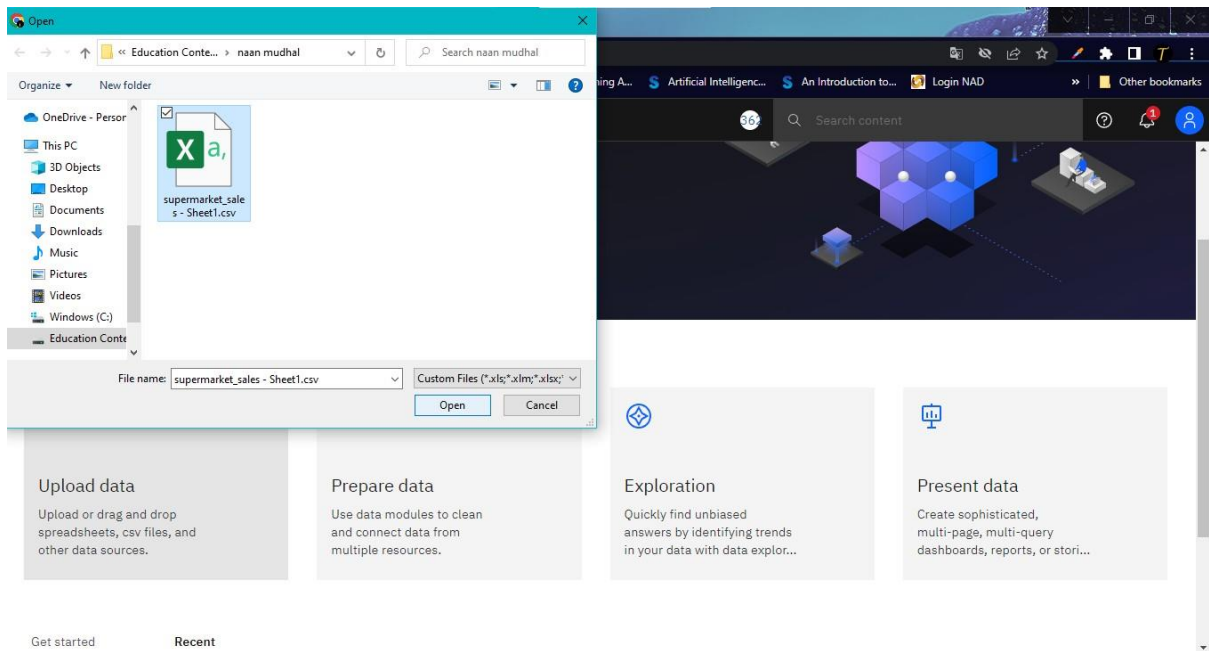 Open
« Education Conte... › naan mudhal
Search naan mudhal
Organize
New folder
OneDrive - Person
This PC
3D Objects
Desktop
Documents
Downloads
Music
Pictures
Videos
Windows (C:)
Education Conte
X a,
supermarket_sale
s - Sheet1.csv
File name: supermarket_sales - Sheet1.csv
Custom Files (*.xls;*.xlm;*.xlsx;*
Open
Cancel
ing A...
S Artificial Intelligenc...
S An Introduction to...
Login NAD
»
Other bookmarks
T
362
Search content
1
Upload data
Upload or drag and drop
spreadsheets, csv files, and
other data sources.
Prepare data
Use data modules to clean
and connect data from
multiple resources.
Exploration
Quickly find unbiased
answers by identifying trends
in your data with data explor...
Present data
Create sophisticated,
multi-page, multi-query
dashboards, reports, or stori...
Get started
Recent